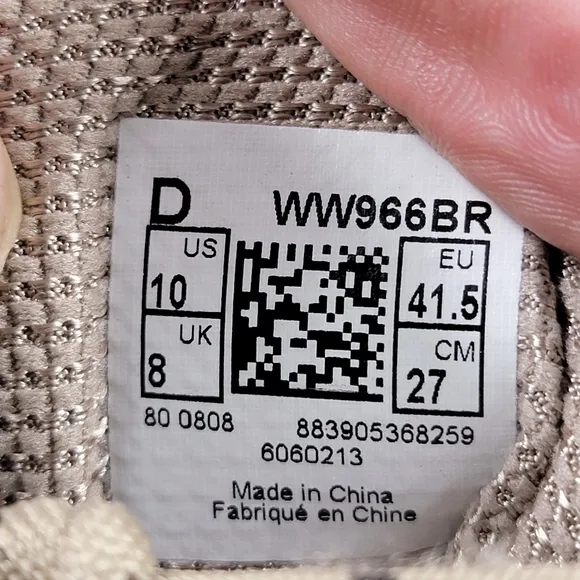 D WW966BR
US EU
10 41.5
UK CM
8 27
80 0808 883905368259
6060213
Made in China
Fabriqué en Chine